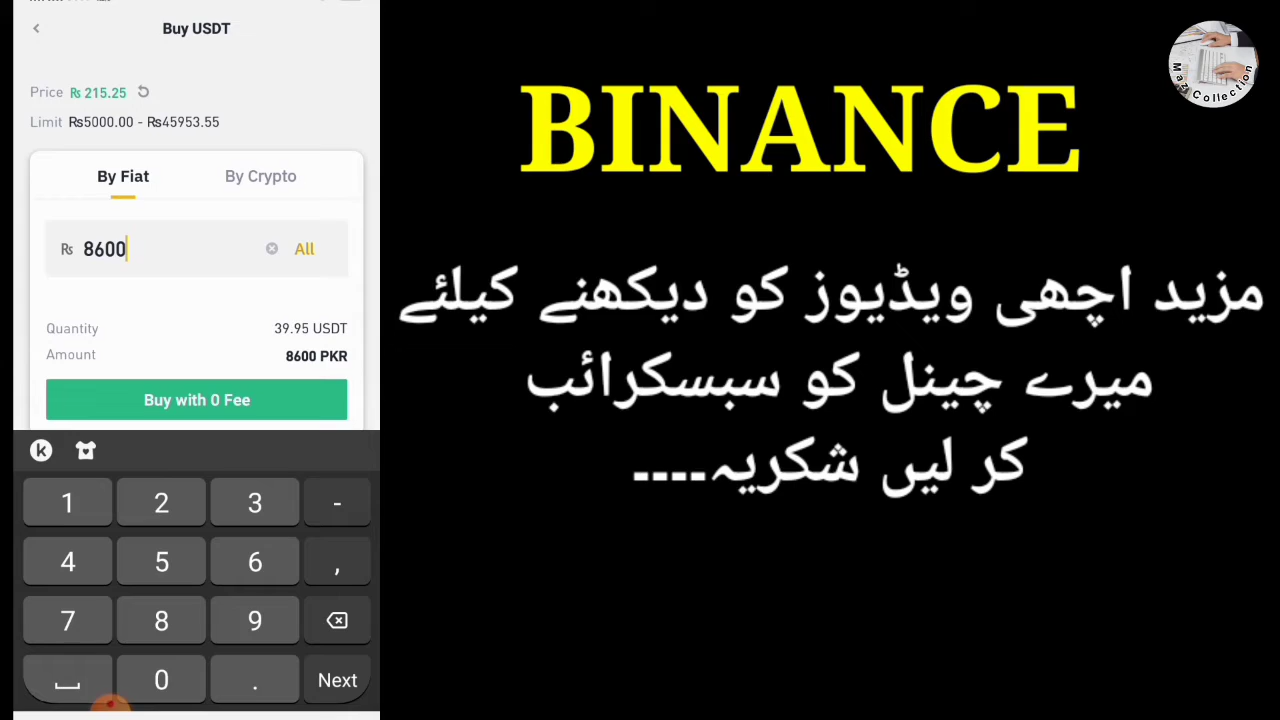 Buy USDT
Price ₨ 215.25
Limit ₨5000.00 - ₨45953.55
By Fiat By Crypto
₨ 8600 All
Quantity 39.95 USDT
Amount 8600 PKR
Buy with 0 Fee
k
1 2 3 -
4 5 6 ,
7 8 9
0 . Next
BINANCE
مزید اچھی ویڈیوز کو دیکھنے کیلئے
میرے چینل کو سبسکرائب
کر لیں شکریہ----
Mazi Collection